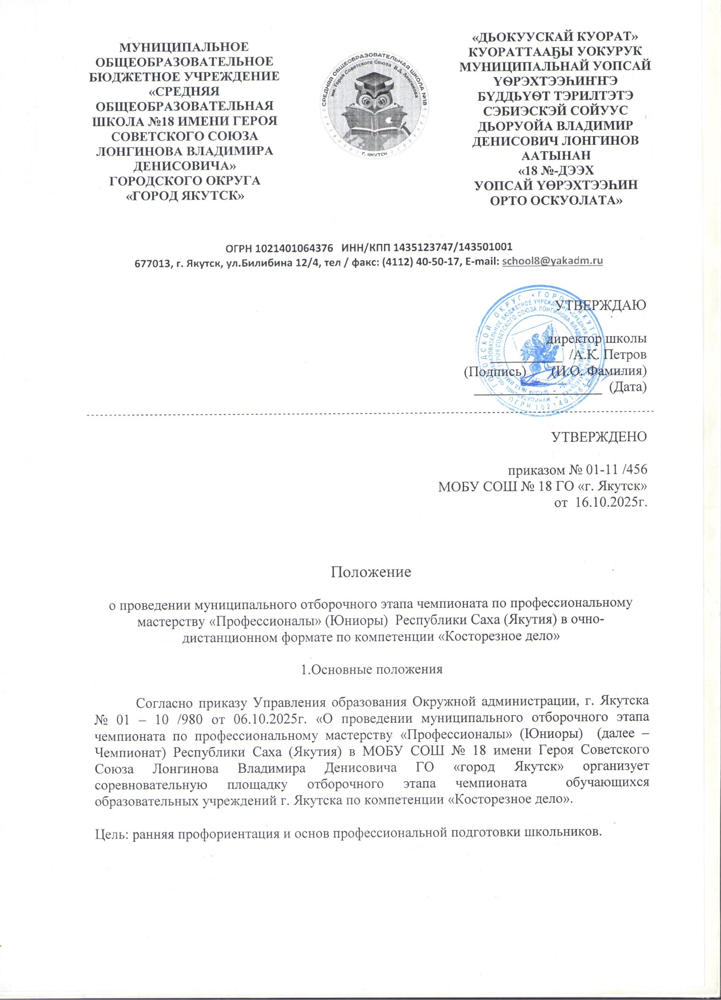 МУНИЦИПАЛЬНОЕ
ОБЩЕОБРАЗОВАТЕЛЬНОЕ
БЮДЖЕТНОЕ УЧРЕЖДЕНИЕ
«СРЕДНЯЯ
ОБЩЕОБРАЗОВАТЕЛЬНАЯ
ШКОЛА №18 ИМЕНИ ГЕРОЯ
СОВЕТСКОГО СОЮЗА
ЛОНГИНОВА ВЛАДИМИРА
ДЕНИСОВИЧА»
ГОРОДСКОГО ОКРУГА
«ГОРОД ЯКУТСК»
СРЕДНЯЯ ОБЩЕОБРАЗОВАТЕЛЬНАЯ ШКОЛА №18
им. Героя Советского Союза В.Д. Лонгинова
Г. ЯКУТСК
«ДЬОКУУСКАЙ КУОРАТ»
КУОРАТТААҔЫ УОКУРУК
МУНИЦИПАЛЬНАЙ УОПСАЙ
ҮӨРЭХТЭЭҺИҤҤЭ
БҮДДЬҮӨТ ТЭРИЛТЭТЭ
СЭБИЭСКЭЙ СОЙУУС
ДЬОРУОЙА ВЛАДИМИР
ДЕНИСОВИЧ ЛОНГИНОВ
ААТЫНАН
«18 №-ДЭЭХ
УОПСАЙ ҮӨРЭХТЭЭҺИН
ОРТО ОСКУОЛАТА»
ОГРН 1021401064376 ИНН/КПП 1435123747/143501001
677013, г. Якутск, ул.Билибина 12/4, тел / факс: (4112) 40-50-17, E-mail: school8@yakadm.ru
УТВЕРЖДАЮ
директор школы
__________ /А.К. Петров
(Подпись) (И.О. Фамилия)
__________________ (Дата)
УТВЕРЖДЕНО
приказом № 01-11 /456
МОБУ СОШ № 18 ГО «г. Якутск»
от 16.10.2025г.
Положение
о проведении муниципального отборочного этапа чемпионата по профессиональному
мастерству «Профессионалы» (Юниоры) Республики Саха (Якутия) в очно-
дистанционном формате по компетенции «Косторезное дело»
1.Основные положения
Согласно приказу Управления образования Окружной администрации, г. Якутска
№ 01 – 10 /980 от 06.10.2025г. «О проведении муниципального отборочного этапа
чемпионата по профессиональному мастерству «Профессионалы» (Юниоры) (далее –
Чемпионат) Республики Саха (Якутия) в МОБУ СОШ № 18 имени Героя Советского
Союза Лонгинова Владимира Денисовича ГО «город Якутск» организует
соревновательную площадку отборочного этапа чемпионата обучающихся
образовательных учреждений г. Якутска по компетенции «Косторезное дело».
Цель: ранняя профориентация и основ профессиональной подготовки школьников.